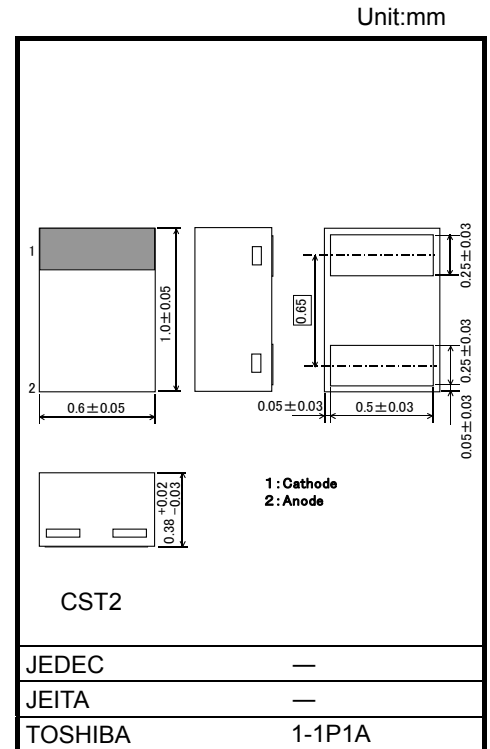 Unit:mm
1
2
1.0±0.05
0.6±0.05
0.65
0.25±0.03
0.25±0.03
0.05±0.03
0.5±0.03
0.05±0.03
0.38 +0.02 -0.03
1:Cathode
2:Anode
CST2
JEDEC —
JEITA —
TOSHIBA 1-1P1A